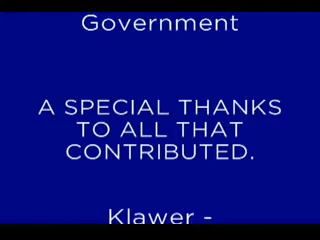 Government
A SPECIAL THANKS
TO ALL THAT
CONTRIBUTED.
Klawer -